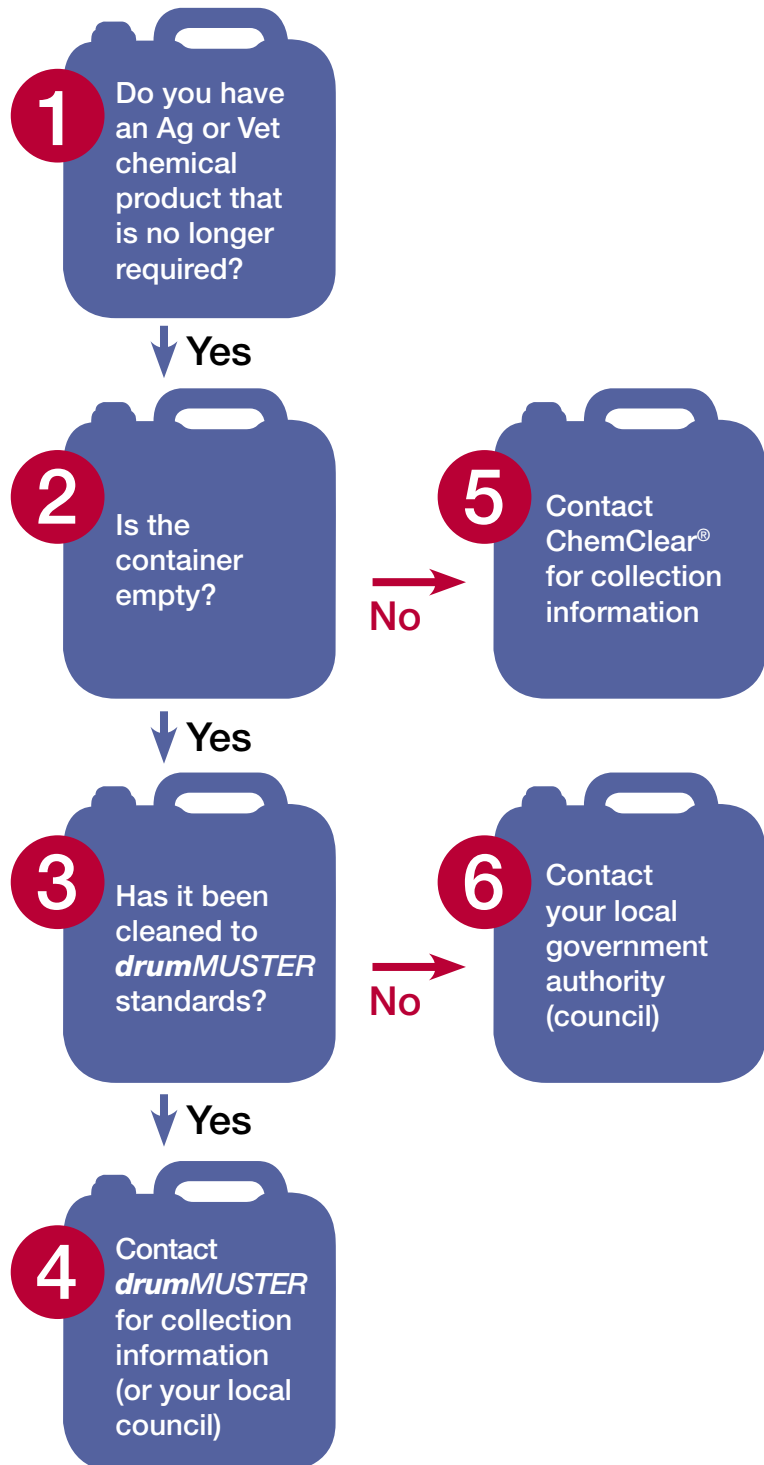 1
Do you have
an Ag or Vet
chemical
product that
is no longer
required?
Yes
2
Is the
container
empty?
No
5
Contact
ChemClear®
for collection
information
Yes
3
Has it been
cleaned to
drumMUSTER
standards?
No
6
Contact
your local
government
authority
(council)
Yes
4
Contact
drumMUSTER
for collection
information
(or your local
council)